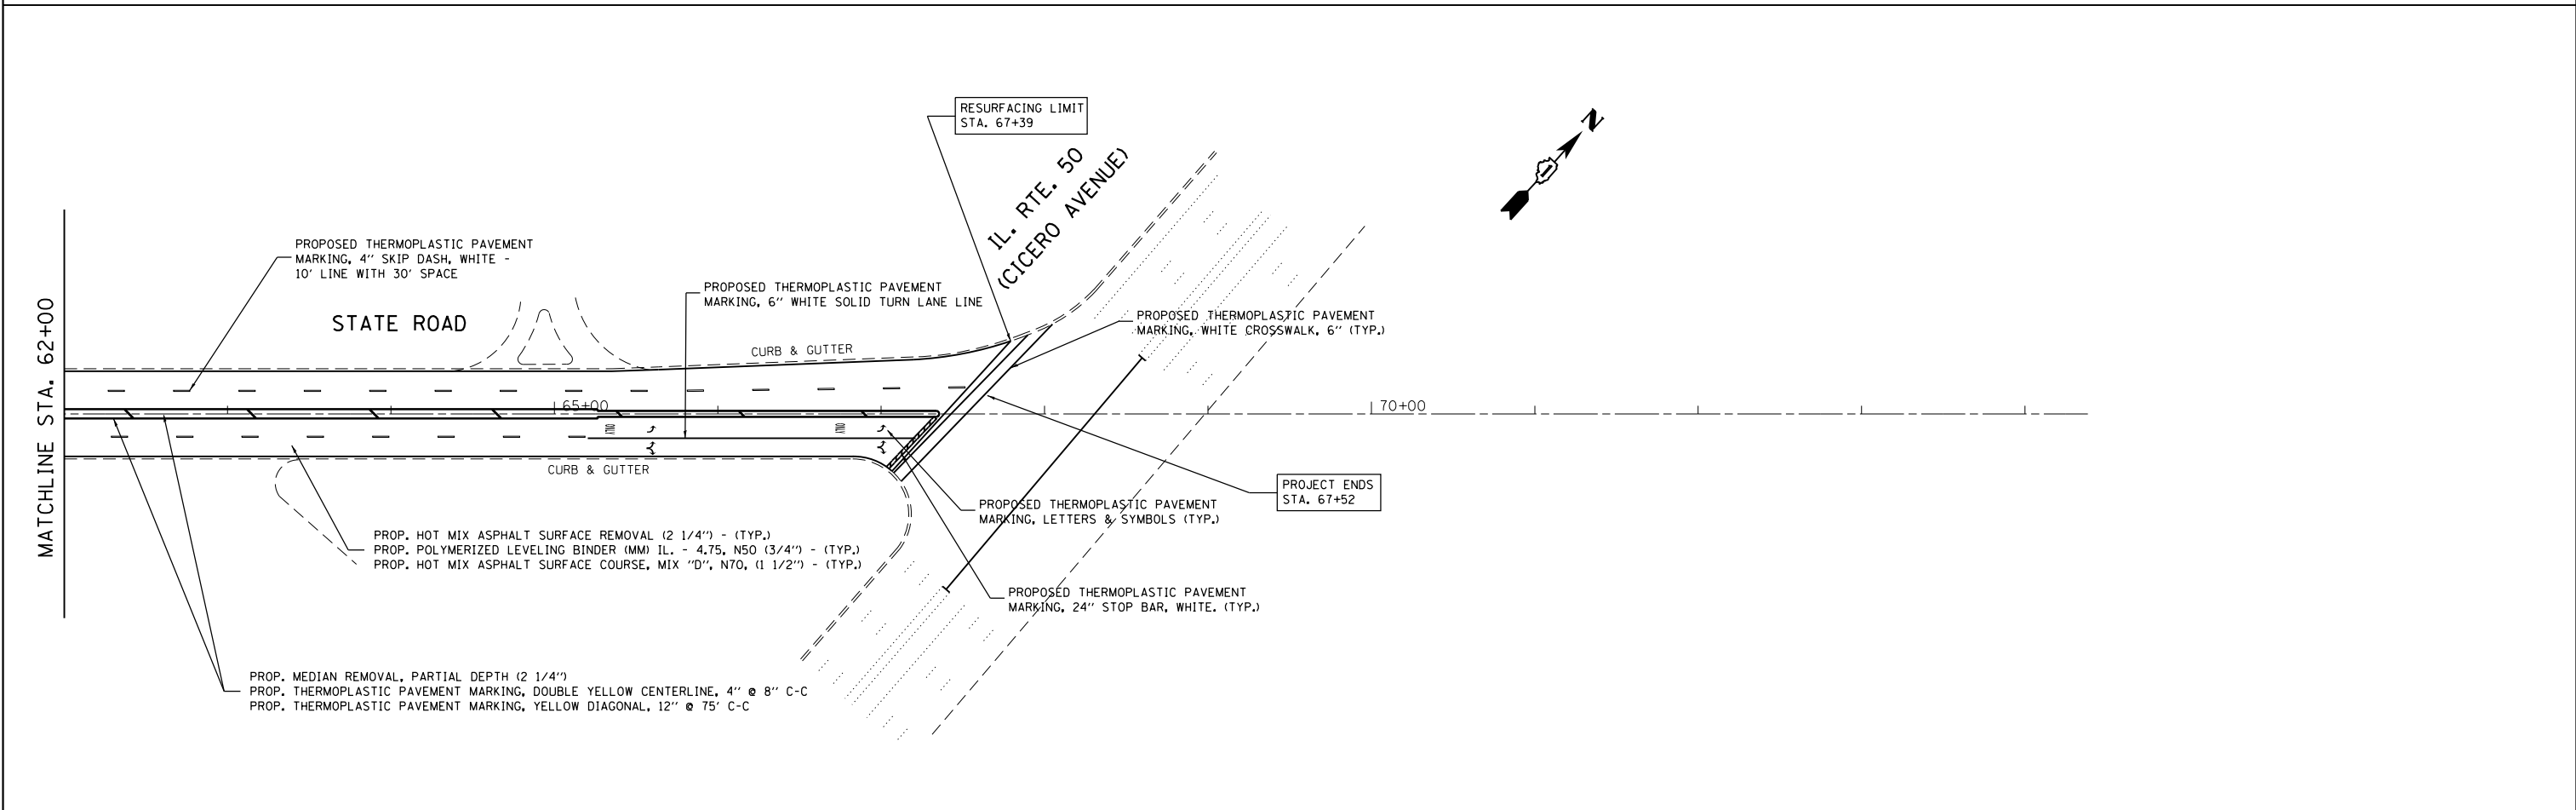 RESURFACING LIMIT
STA. 67+39
N
IL. RTE. 50
(CICERO AVENUE)
PROPOSED THERMOPLASTIC PAVEMENT
MARKING, 4" SKIP DASH, WHITE -
10' LINE WITH 30' SPACE
PROPOSED THERMOPLASTIC PAVEMENT
MARKING, 6" WHITE SOLID TURN LANE LINE
STATE ROAD
PROPOSED THERMOPLASTIC PAVEMENT
MARKING, WHITE CROSSWALK, 6" (TYP.)
MATCHLINE STA. 62+00
CURB & GUTTER
65+00
70+00
ONLY
ONLY
CURB & GUTTER
PROJECT ENDS
STA. 67+52
PROPOSED THERMOPLASTIC PAVEMENT
MARKING, LETTERS & SYMBOLS (TYP.)
PROP. HOT MIX ASPHALT SURFACE REMOVAL (2 1/4") - (TYP.)
PROP. POLYMERIZED LEVELING BINDER (MM) IL. - 4.75, N50 (3/4") - (TYP.)
PROP. HOT MIX ASPHALT SURFACE COURSE, MIX "D", N70, (1 1/2") - (TYP.)
PROPOSED THERMOPLASTIC PAVEMENT
MARKING, 24" STOP BAR, WHITE. (TYP.)
PROP. MEDIAN REMOVAL, PARTIAL DEPTH (2 1/4")
PROP. THERMOPLASTIC PAVEMENT MARKING, DOUBLE YELLOW CENTERLINE, 4" @ 8" C-C
PROP. THERMOPLASTIC PAVEMENT MARKING, YELLOW DIAGONAL, 12" @ 75' C-C